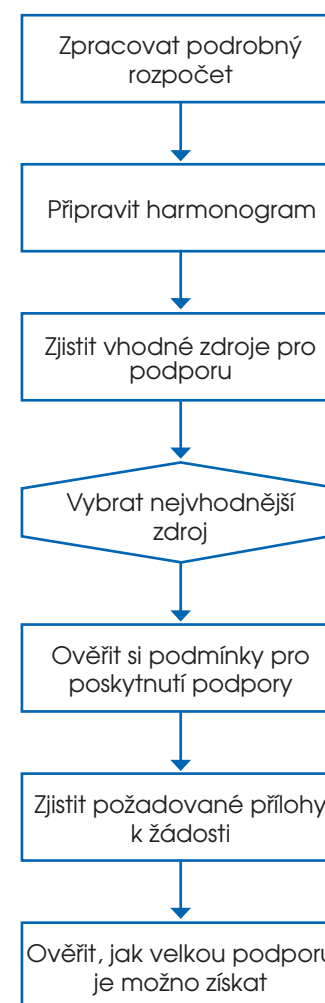 Zpracovat podrobný
rozpočet
Připravit harmonogram
Zjistit vhodné zdroje pro
podporu
Vybrat nejvhodnější
zdroj
Ověřit si podmínky pro
poskytnutí podpory
Zjistit požadované přílohy
k žádosti
Ověřit, jak velkou podporu
je možno získat